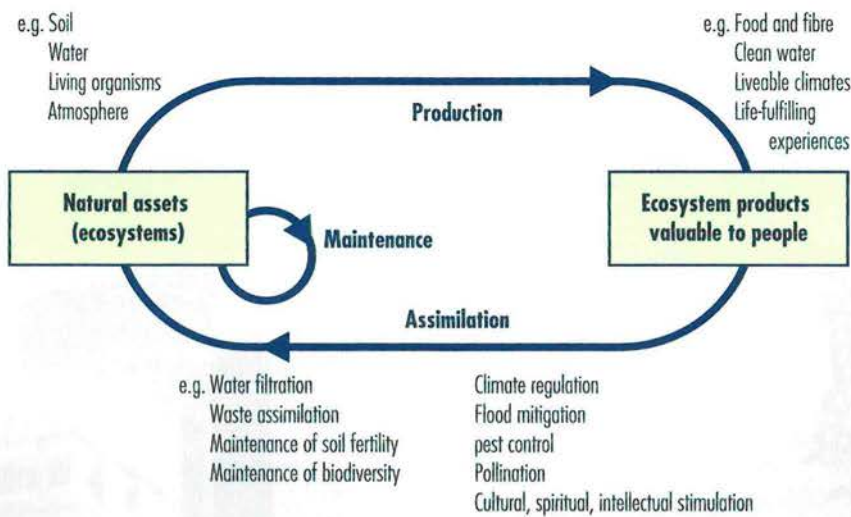 e.g. Soil
Water
Living organisms
Atmosphere
e.g. Food and fibre
Clean water
Liveable climates
Life-fulfilling
experiences
Production
Natural assets
(ecosystems)
Maintenance
Ecosystem products
valuable to people
Assimilation
e.g. Water filtration
Waste assimilation
Maintenance of soil fertility
Maintenance of biodiversity
Climate regulation
Flood mitigation
pest control
Pollination
Cultural, spiritual, intellectual stimulation